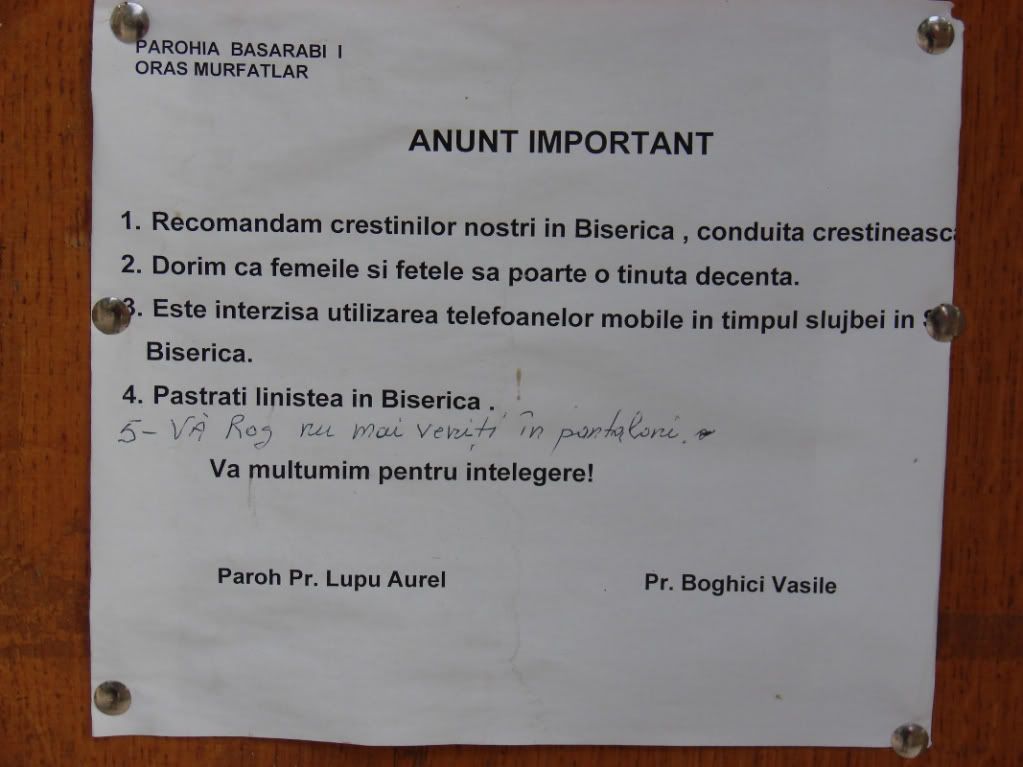 PAROHIA BASARABI I
ORAS MURFATLAR
ANUNT IMPORTANT
1. Recomandam crestinilor nostri in Biserica , conduita crestineasca
2. Dorim ca femeile si fetele sa poarte o tinuta decenta.
3. Este interzisa utilizarea telefoanelor mobile in timpul slujbei in
Biserica.
4. Pastrati linistea in Biserica .
5- VĂ Rog nu mai veniți în pantaloni.
Va multumim pentru intelegere!
Paroh Pr. Lupu Aurel
Pr. Boghici Vasile